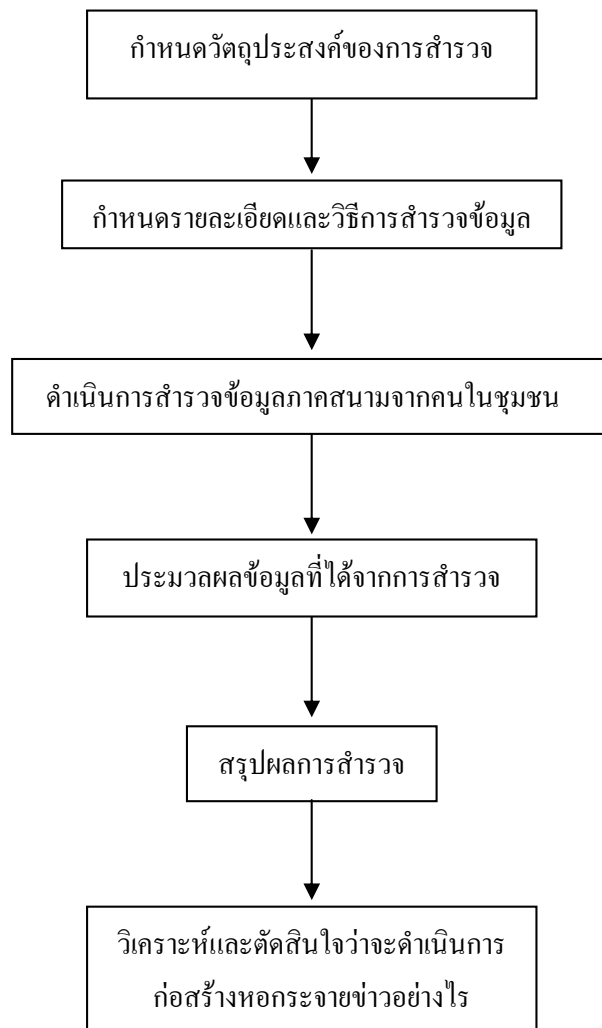 กำหนดวัตถุประสงค์ของการสำรวจ
กำหนดรายละเอียดและวิธีการสำรวจข้อมูล
ดำเนินการสำรวจข้อมูลภาคสนามจากคนในชุมชน
ประมวลผลข้อมูลที่ได้จากการสำรวจ
สรุปผลการสำรวจ
วิเคราะห์และตัดสินใจว่าจะดำเนินการ
ก่อสร้างหอกระจายข่าวอย่างไร